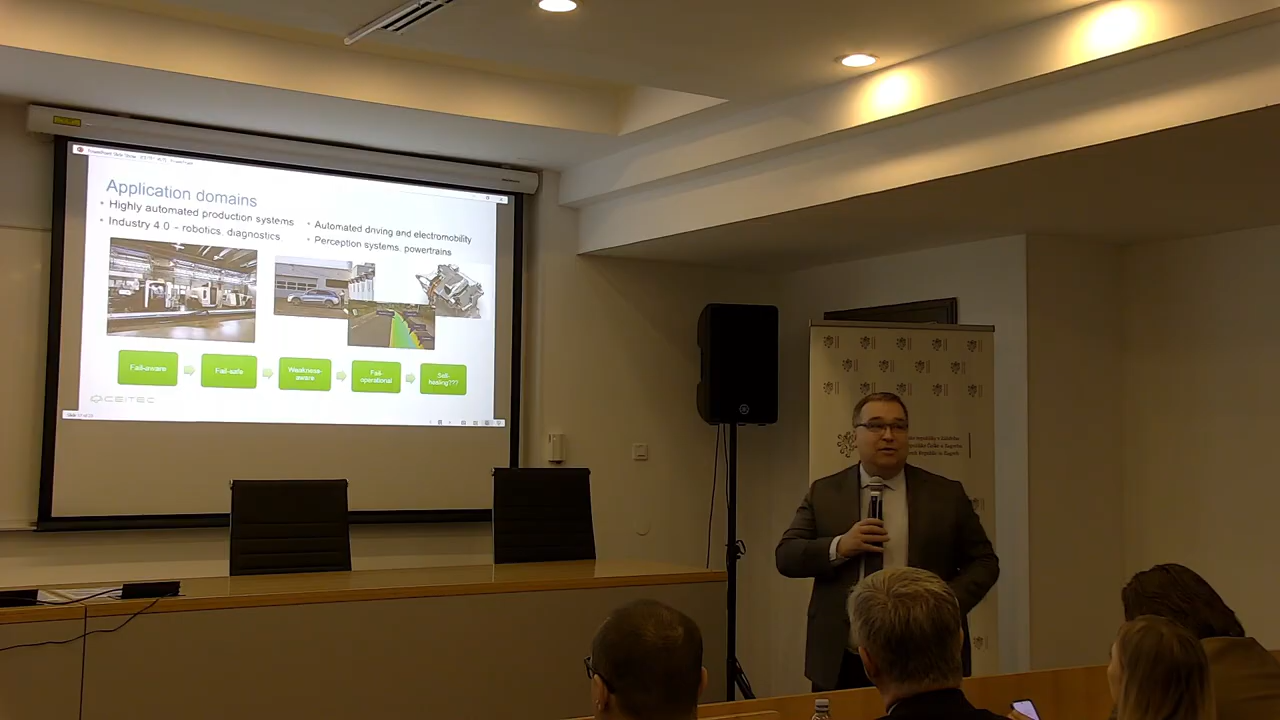 Application domains
• Highly automated production systems
• Industry 4.0 – robotics, diagnostics
• Automated driving and electromobility
• Perception systems, powertrains
Fail-aware
Fail-safe
Weakness-
aware
Fail-
operational
Self-
healing???
CEITEC